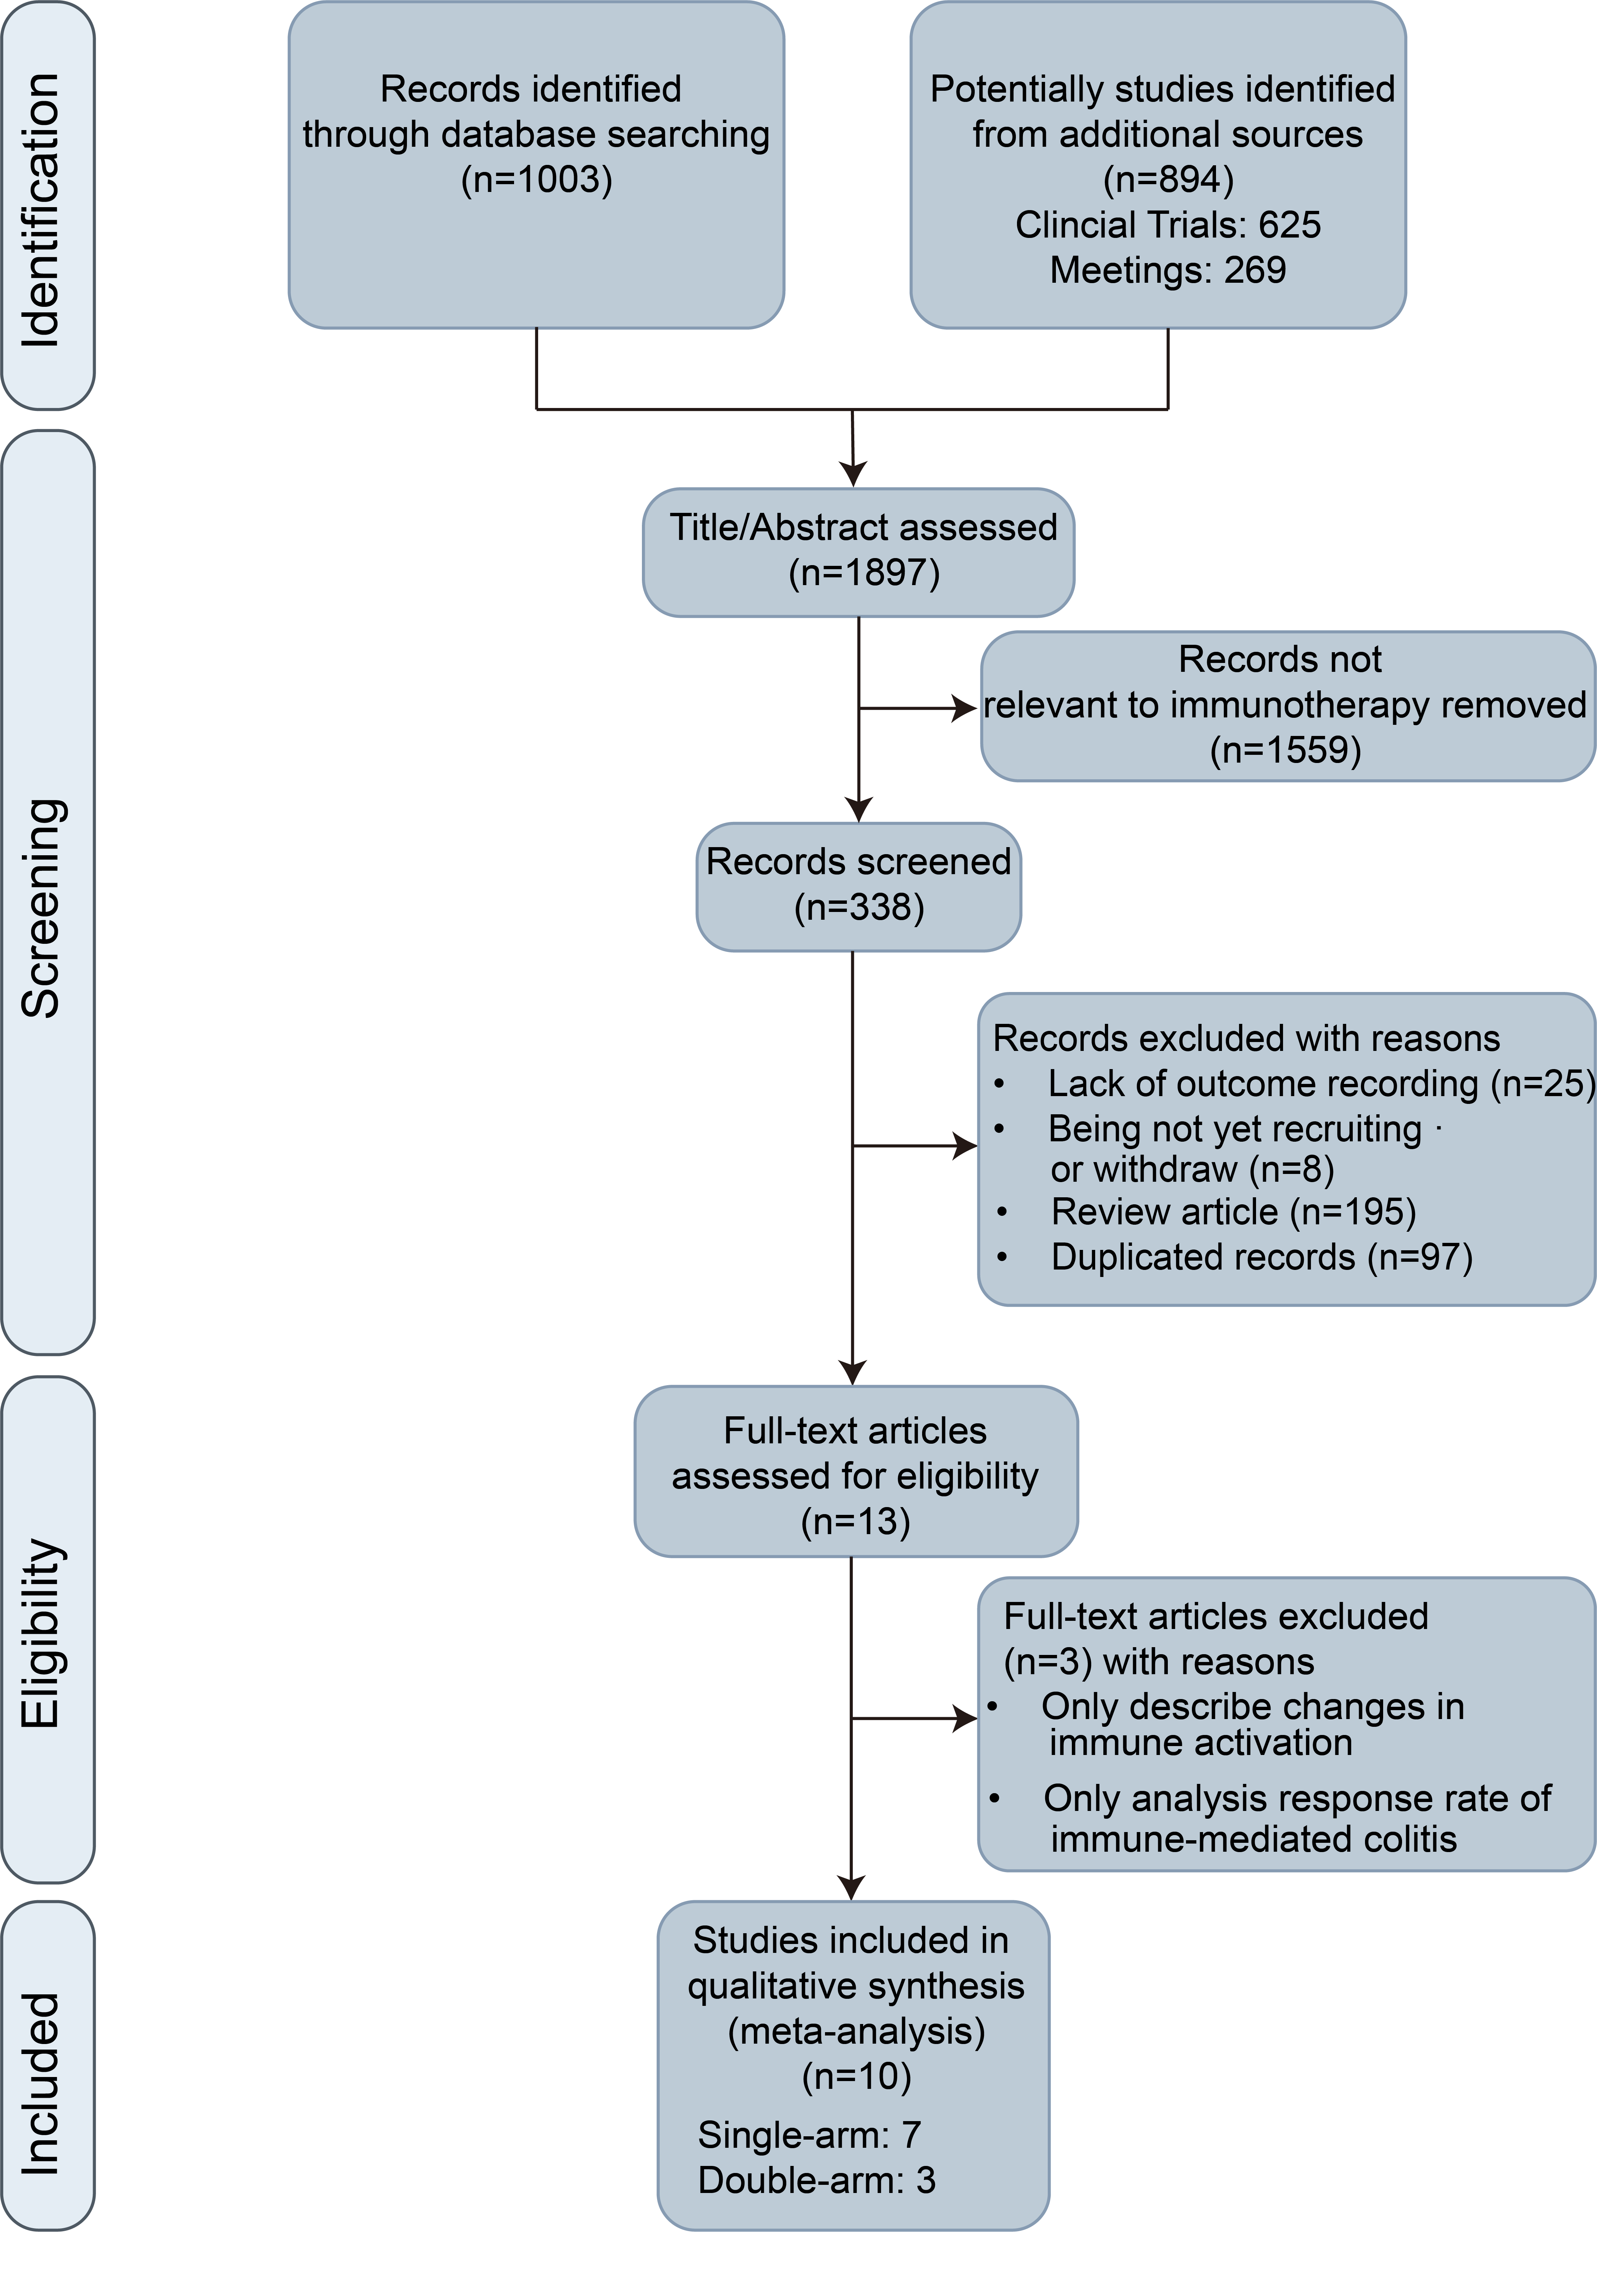 Identification
Records identified
through database searching
(n=1003)
Potentially studies identified
from additional sources
(n=894)
Clincial Trials: 625
Meetings: 269
Screening
Title/Abstract assessed
(n=1897)
Records not
relevant to immunotherapy removed
(n=1559)
Records screened
(n=338)
Records excluded with reasons
• Lack of outcome recording (n=25)
• Being not yet recruiting ·
or withdraw (n=8)
• Review article (n=195)
• Duplicated records (n=97)
Eligibility
Full-text articles
assessed for eligibility
(n=13)
Full-text articles excluded
(n=3) with reasons
• Only describe changes in
immune activation
• Only analysis response rate of
immune-mediated colitis
Included
Studies included in
qualitative synthesis
(meta-analysis)
(n=10)
Single-arm: 7
Double-arm: 3